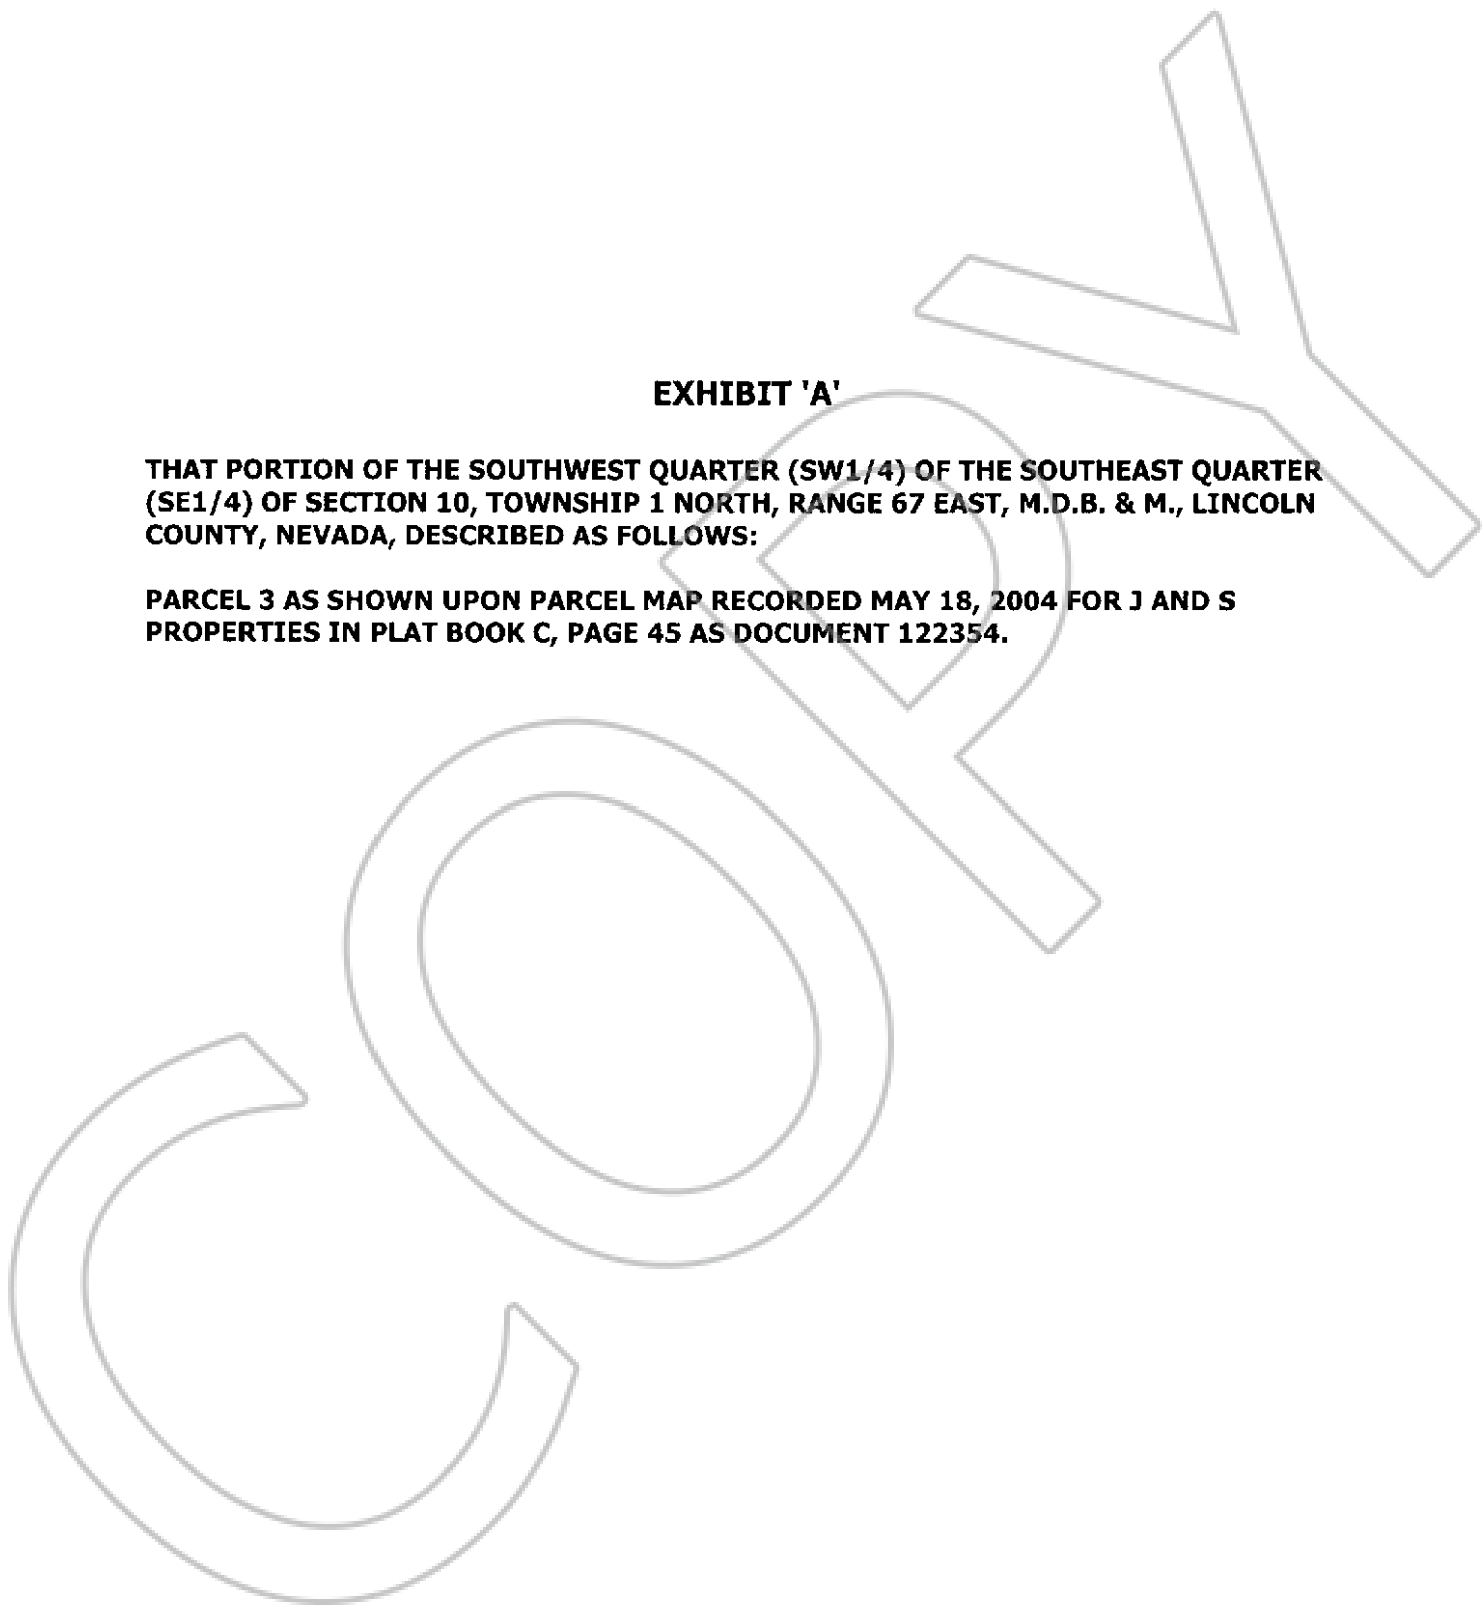 EXHIBIT 'A'
THAT PORTION OF THE SOUTHWEST QUARTER (SW1/4) OF THE SOUTHEAST QUARTER
(SE1/4) OF SECTION 10, TOWNSHIP 1 NORTH, RANGE 67 EAST, M.D.B. & M., LINCOLN
COUNTY, NEVADA, DESCRIBED AS FOLLOWS:
PARCEL 3 AS SHOWN UPON PARCEL MAP RECORDED MAY 18, 2004 FOR J AND S
PROPERTIES IN PLAT BOOK C, PAGE 45 AS DOCUMENT 122354.
COPY